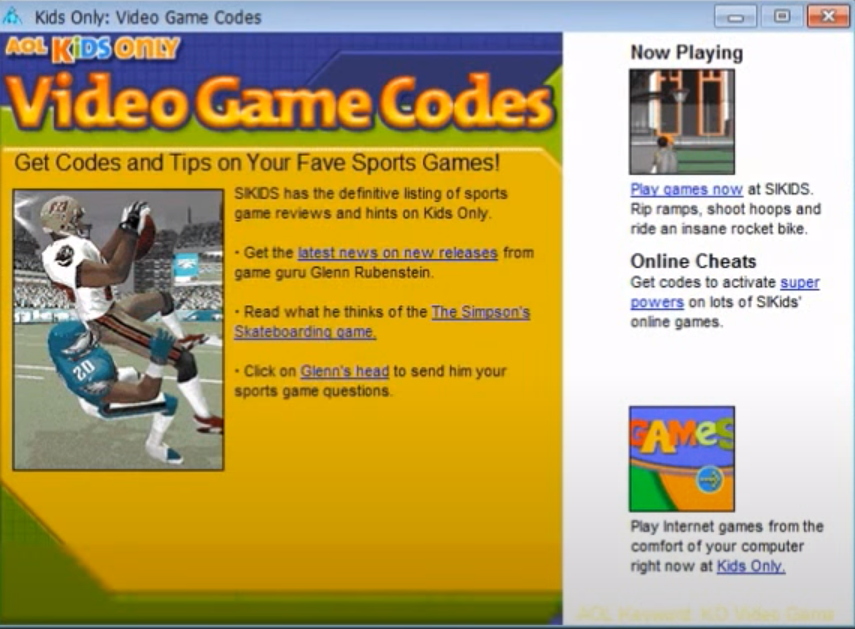 Kids Only: Video Game Codes
AOL KiDS ONLY
Video Game Codes
Get Codes and Tips on Your Fave Sports Games!
SIKIDS has the definitive listing of sports
game reviews and hints on Kids Only.
· Get the latest news on new releases from
game guru Glenn Rubenstein.
· Read what he thinks of the The Simpson's
Skateboarding game.
· Click on Glenn's head to send him your
sports game questions.
20
Now Playing
Play games now at SIKIDS.
Rip ramps, shoot hoops and
ride an insane rocket bike.
Online Cheats
Get codes to activate super
powers on lots of SIKids'
online games.
GAMeS
Play Internet games from the
comfort of your computer
right now at Kids Only.
AOL Keyword: KO Video Game